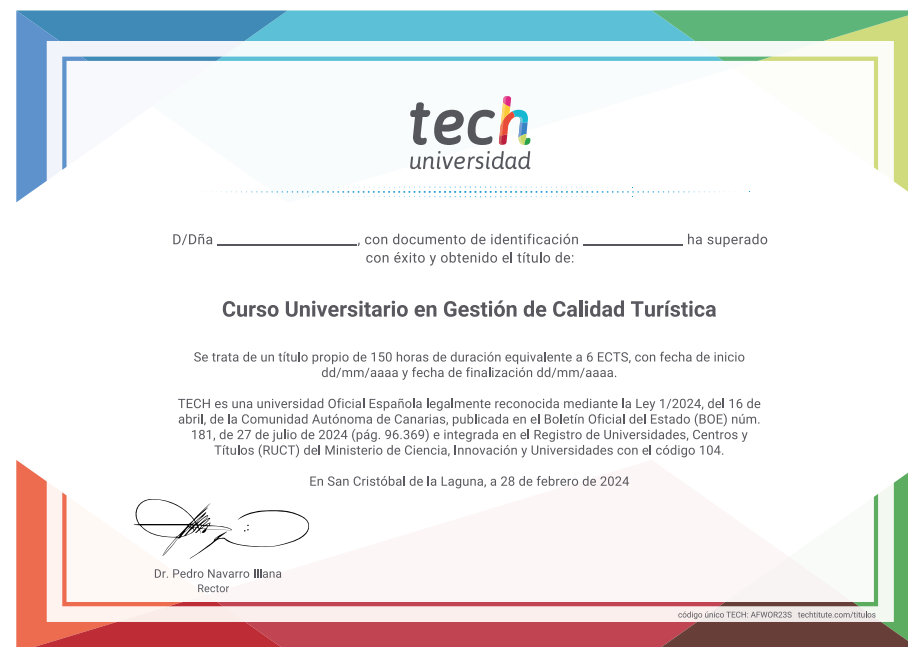 tech
universidad
D/Dña ____________, con documento de identificación __________ ha superado
con éxito y obtenido el título de:
Curso Universitario en Gestión de Calidad Turística
Se trata de un título propio de 150 horas de duración equivalente a 6 ECTS, con fecha de inicio
dd/mm/aaaa y fecha de finalización dd/mm/aaaa.
TECH es una universidad Oficial Española legalmente reconocida mediante la Ley 1/2024, del 16 de
abril, de la Comunidad Autónoma de Canarias, publicada en el Boletín Oficial del Estado (BOE) núm.
181, de 27 de julio de 2024 (pág. 96.369) e integrada en el Registro de Universidades, Centros y
Títulos (RUCT) del Ministerio de Ciencia, Innovación y Universidades con el código 104.
En San Cristóbal de la Laguna, a 28 de febrero de 2024
Dr. Pedro Navarro Illana
Rector
código único TECH: AFWOR23S techtitute.com/titulos